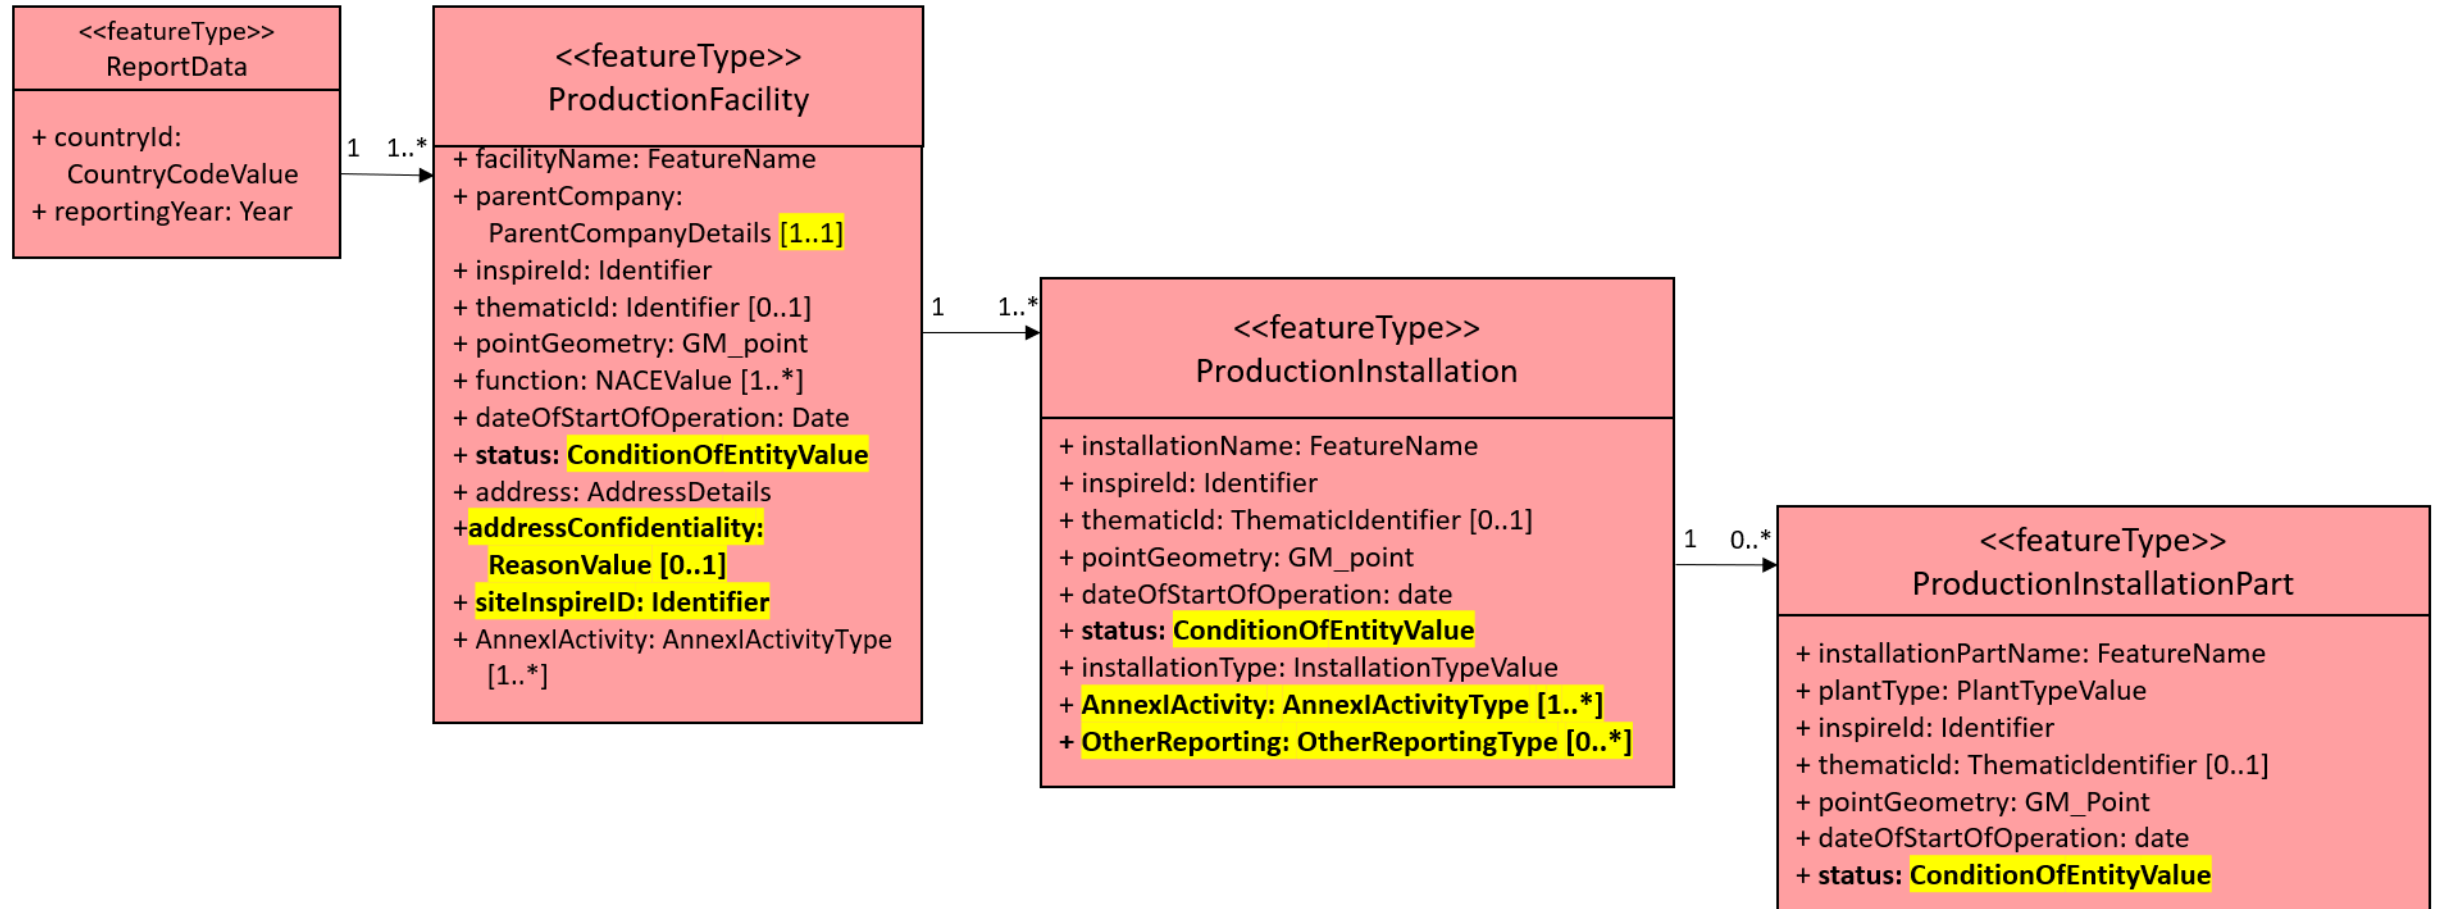 <<featureType>>
ReportData
+ countryId:
CountryCodeValue
+ reportingYear: Year
1 1..*
<<featureType>>
ProductionFacility
+ facilityName: FeatureName
+ parentCompany:
ParentCompanyDetails [1..1]
+ inspireId: Identifier
+ thematicId: Identifier [0..1]
+ pointGeometry: GM_point
+ function: NACEValue [1..*]
+ dateOfStartOfOperation: Date
+ status: ConditionOfEntityValue
+ address: AddressDetails
+addressConfidentiality:
ReasonValue [0..1]
+ siteInspireID: Identifier
+ AnnexIActivity: AnnexIActivityType
[1..*]
1 1..*
<<featureType>>
ProductionInstallation
+ installationName: FeatureName
+ inspireId: Identifier
+ thematicId: ThematicIdentifier [0..1]
+ pointGeometry: GM_point
+ dateOfStartOfOperation: date
+ status: ConditionOfEntityValue
+ installationType: InstallationTypeValue
+ AnnexIActivity: AnnexIActivityType [1..*]
+ OtherReporting: OtherReportingType [0..*]
1 0..*
<<featureType>>
ProductionInstallationPart
+ installationPartName: FeatureName
+ plantType: PlantTypeValue
+ inspireId: Identifier
+ thematicId: ThematicIdentifier [0..1]
+ pointGeometry: GM_Point
+ dateOfStartOfOperation: date
+ status: ConditionOfEntityValue